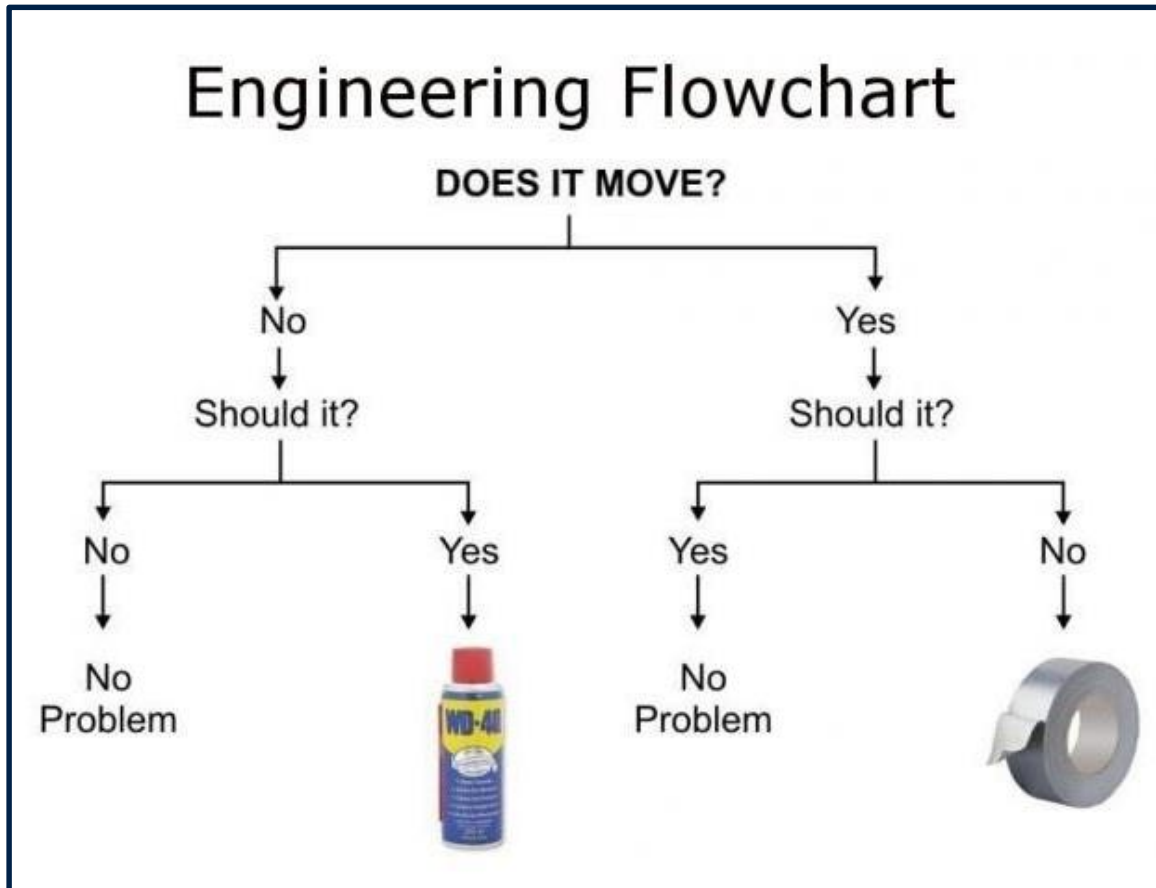 Engineering Flowchart
DOES IT MOVE?
No
Yes
Should it?
Should it?
No
Yes
Yes
No
No
Problem
WD-40
No
Problem